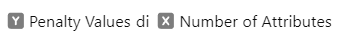 Y Penalty Values di X Number of Attributes